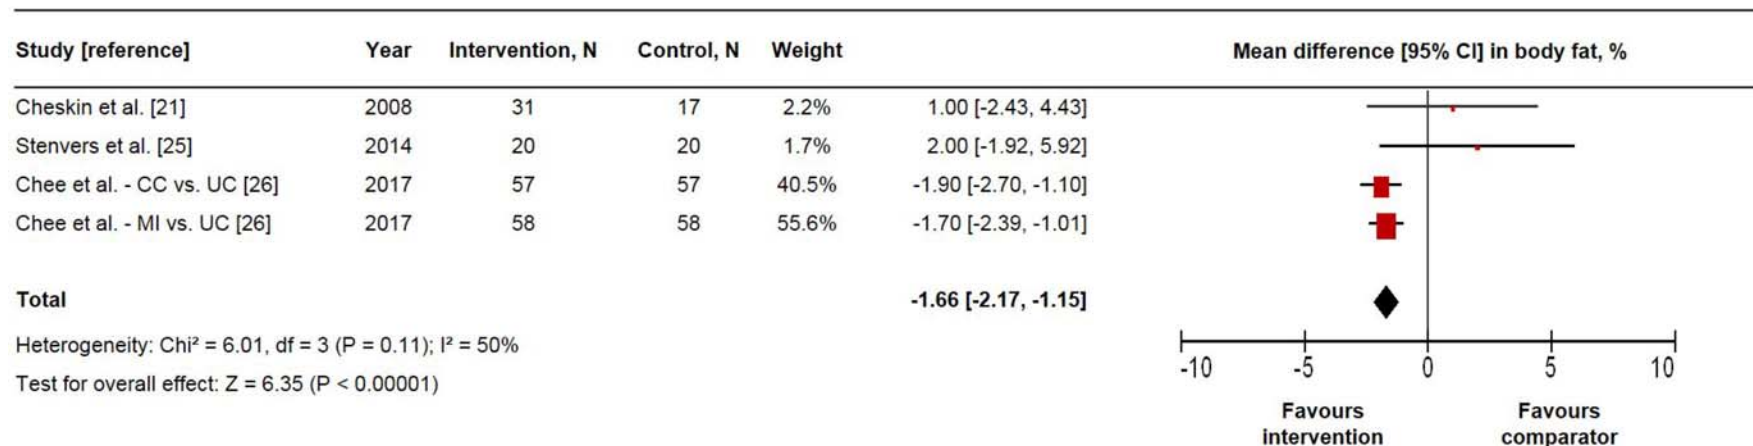 Study [reference] Year Intervention, N Control, N Weight Mean difference [95% CI] in body fat, %
Cheskin et al. [21] 2008 31 17 2.2% 1.00 [-2.43, 4.43]
Stenvers et al. [25] 2014 20 20 1.7% 2.00 [-1.92, 5.92]
Chee et al. - CC vs. UC [26] 2017 57 57 40.5% -1.90 [-2.70, -1.10]
Chee et al. - MI vs. UC [26] 2017 58 58 55.6% -1.70 [-2.39, -1.01]
Total -1.66 [-2.17, -1.15]
Heterogeneity: Chi² = 6.01, df = 3 (P = 0.11); I² = 50%
Test for overall effect: Z = 6.35 (P < 0.00001)
-10 -5 0 5 10
Favours intervention
Favours comparator